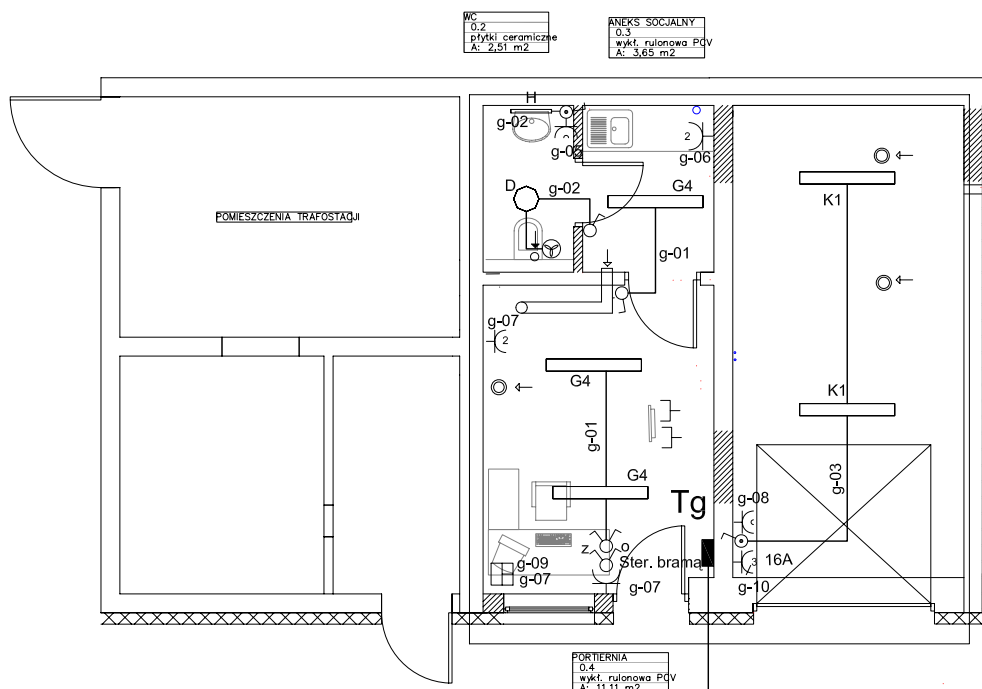 WC
0.2
płytki ceramiczne
A: 2,51 m2
ANEKS SOCJALNY
0.3
wykł. rulonowa PCV
A: 3,65 m2
H
g-02
g-05
2
g-06
D
g-02
G4
K1
POMIESZCZENIA TRAFOSTACJI
g-01
g-07
2
G4
K1
g-01
g-03
G4
Tg
g-08
z
o
g-09
Ster. brama
3
16A
g-07
g-07
g-10
PORTIERNIA
0.4
wykł. rulonowa PCV
A: 11,11 m2